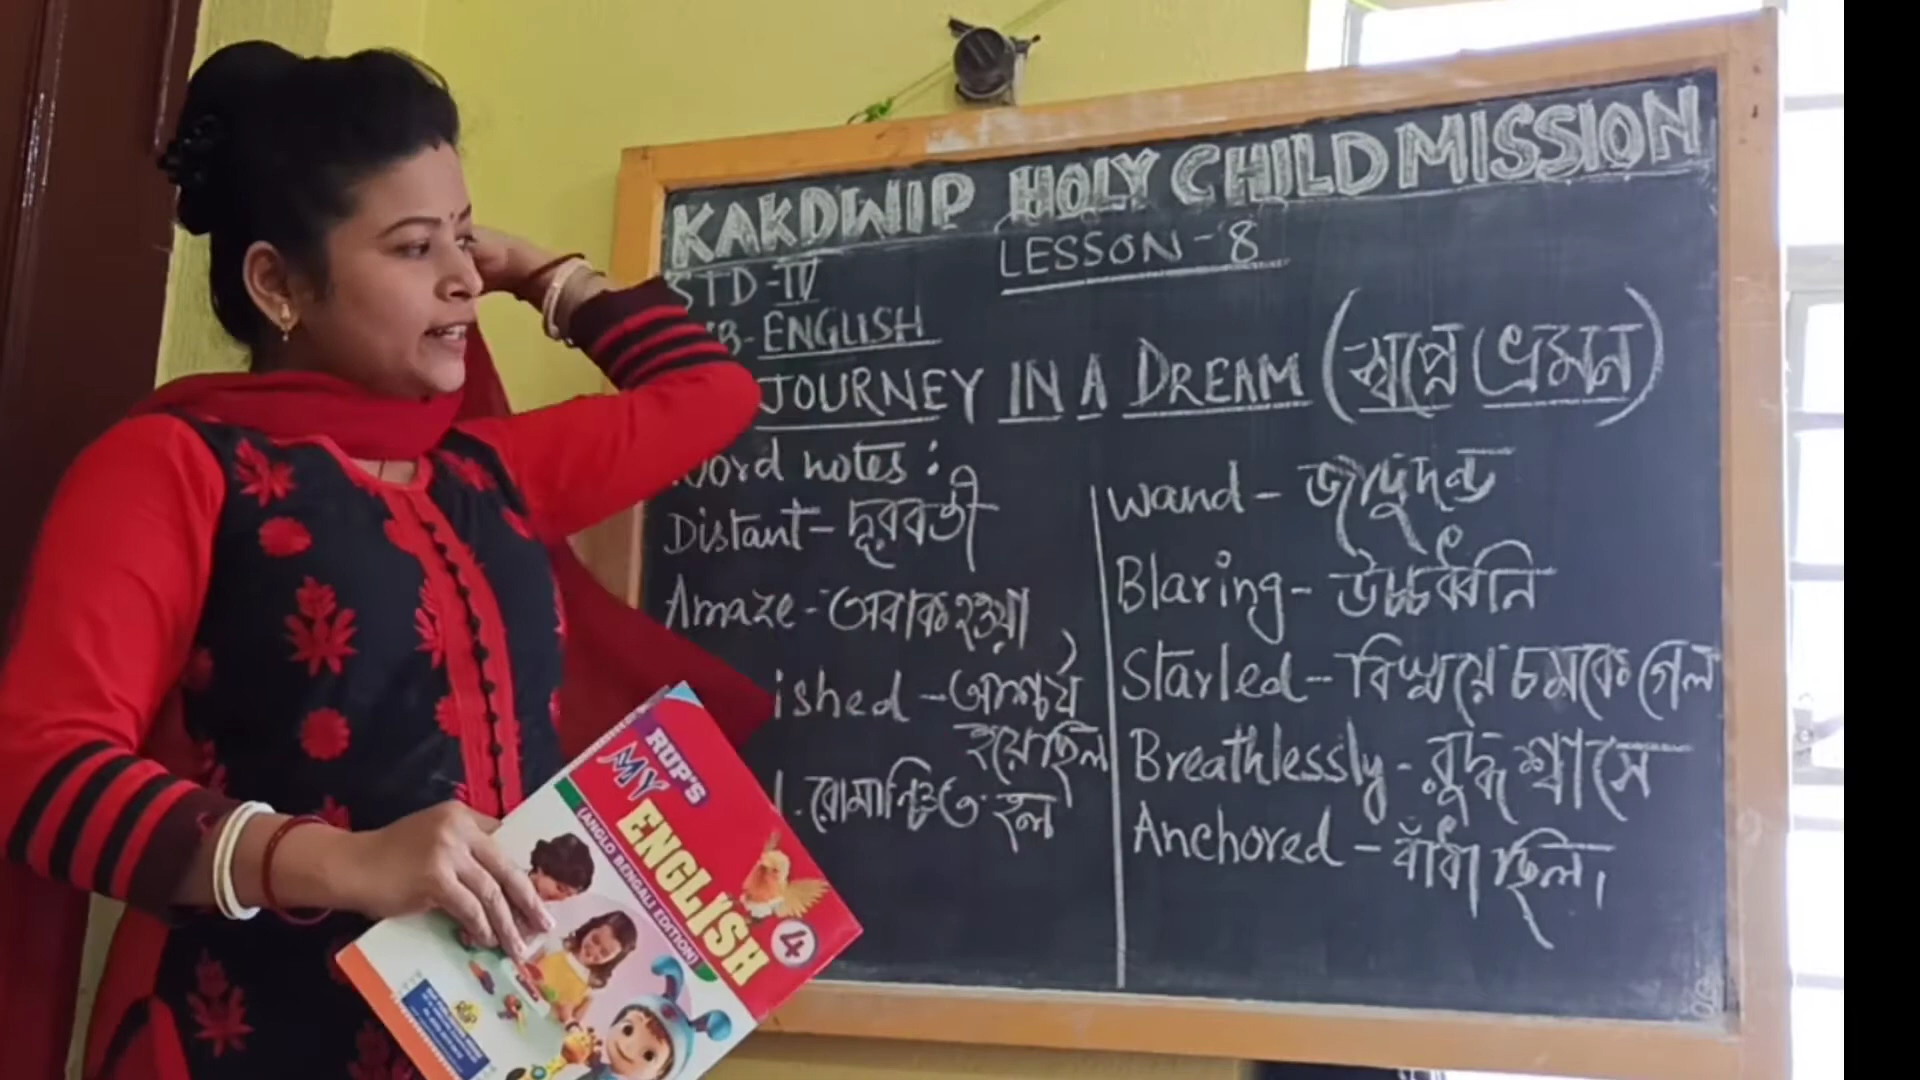 KAKDWIP HOLY CHILD MISSION
LESSON - 8
STD - IV
ENGLISH
JOURNEY IN A DREAM (স্বপ্নে ভ্রমন)
Word notes :
Distant - দূরবর্তী
Amaze - অবাক হওয়া
ished - আশ্চর্য
হয়েছিল
রোমাঞ্চিত হল
Wand - জাদুদন্ড
Blaring - উচ্চধ্বনি
Starled - বিস্ময়ে চমকে গেল
Breathlessly - রুদ্ধশ্বাসে
Anchored - বাঁধা ছিল।
RUP'S
MY
ENGLISH
4
(ANGLO BENGALI EDITION)